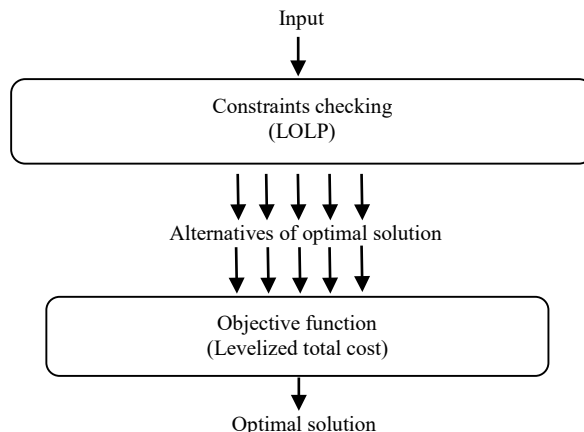 Input
Constraints checking
(LOLP)
Alternatives of optimal solution
Objective function
(Levelized total cost)
Optimal solution